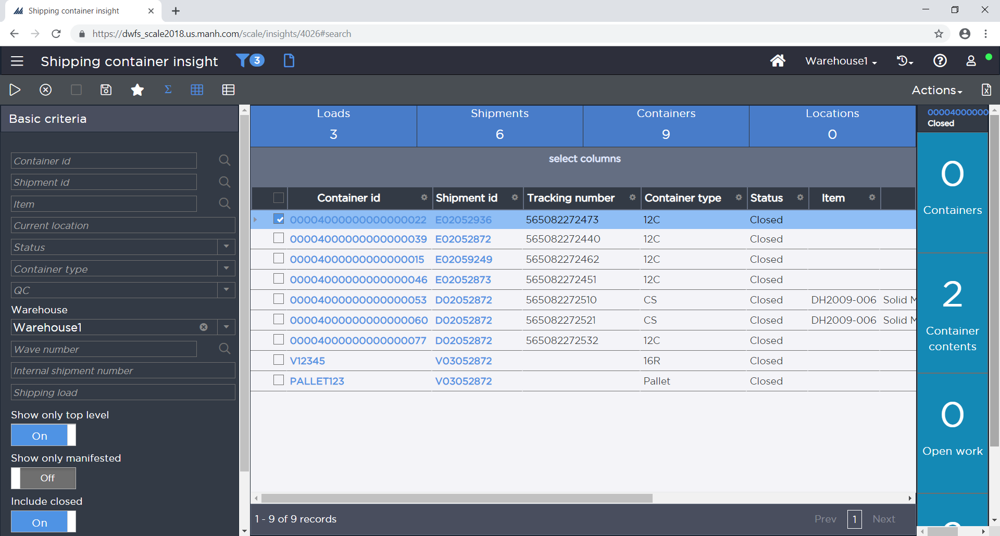 Shipping container insight
https://dwfs_scale2018.us.manh.com/scale/insights/4026#search
Shipping container insight 3 Warehouse1
Σ Actions
Basic criteria
Container id
Shipment id
Item
Current location
Status
Container type
QC
Warehouse
Warehouse1
Wave number
Internal shipment number
Shipping load
Show only top level
On
Show only manifested
Off
Include closed
On
Loads Shipments Containers Locations
3 6 9 0
select columns
Container id Shipment id Tracking number Container type Status Item
00004000000000000022 E02052936 565082272473 12C Closed
00004000000000000039 E02052872 565082272440 12C Closed
00004000000000000015 E02059249 565082272462 12C Closed
00004000000000000046 E02052873 565082272451 12C Closed
00004000000000000053 D02052872 565082272510 CS Closed DH2009-006 Solid M
00004000000000000060 D02052872 565082272521 CS Closed DH2009-006 Solid M
00004000000000000077 D02052872 565082272532 12C Closed
V12345 V03052872 16R Closed
PALLET123 V03052872 Pallet Closed
1 - 9 of 9 records Prev 1 Next
00004000000
Closed
0
Containers
2
Container
contents
0
Open work